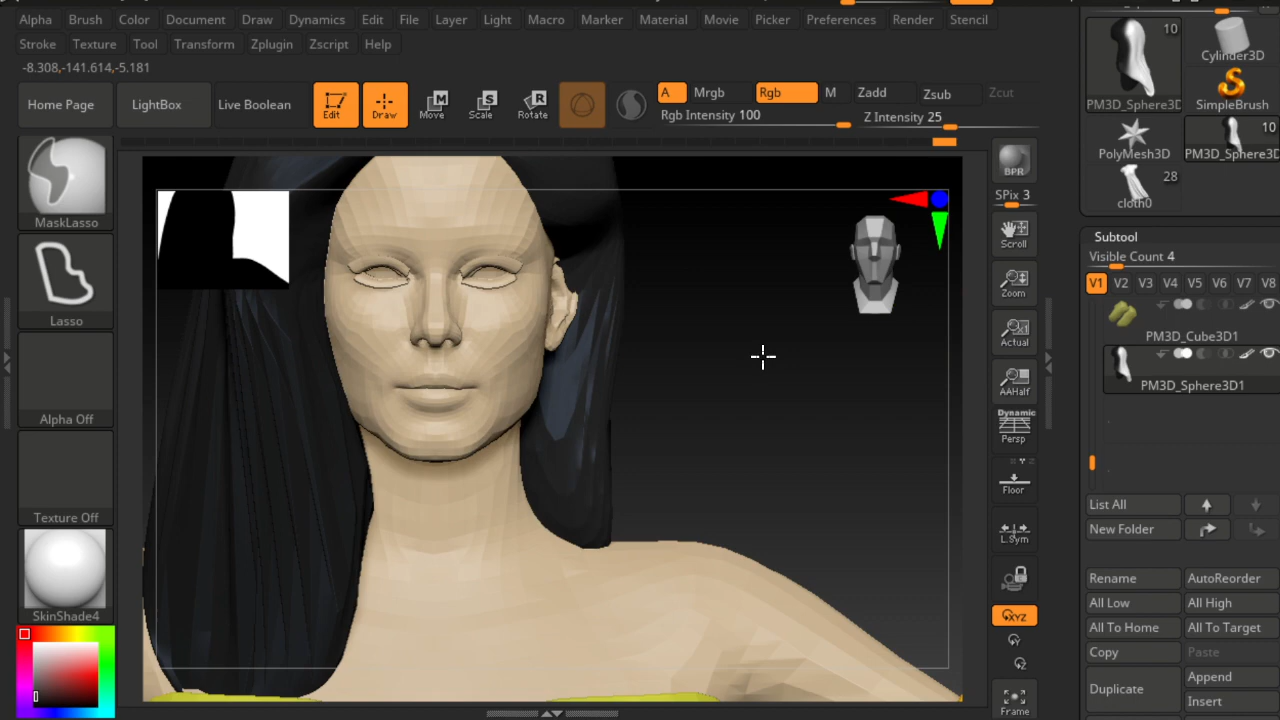 Alpha Brush Color Document Draw Dynamics Edit File Layer Light Macro Marker Material Movie Picker Preferences Render Stencil
Stroke Texture Tool Transform Zplugin Zscript Help
-8.308,-141.614,-5.181
Home Page LightBox Live Boolean Edit Draw Move Scale Rotate
M S R
A Mrgb Rgb M Zadd Zsub Zcut
Rgb Intensity 100 Z Intensity 25
MaskLasso
Lasso
Alpha Off
Texture Off
SkinShade4
BPR
SPix 3
Scroll
Zoom
Actual
AAHalf
Dynamic
Persp
Floor
L.Sym
XYZ
Y
Z
Frame
10
PM3D_Sphere3D
Cylinder3D
SimpleBrush
PolyMesh3D
10
PM3D_Sphere3D
28
cloth0
Subtool
Visible Count 4
V1 V2 V3 V4 V5 V6 V7 V8
PM3D_Cube3D1
PM3D_Sphere3D1
List All
New Folder
Rename AutoReorder
All Low All High
All To Home All To Target
Copy Paste
Duplicate Append
Insert